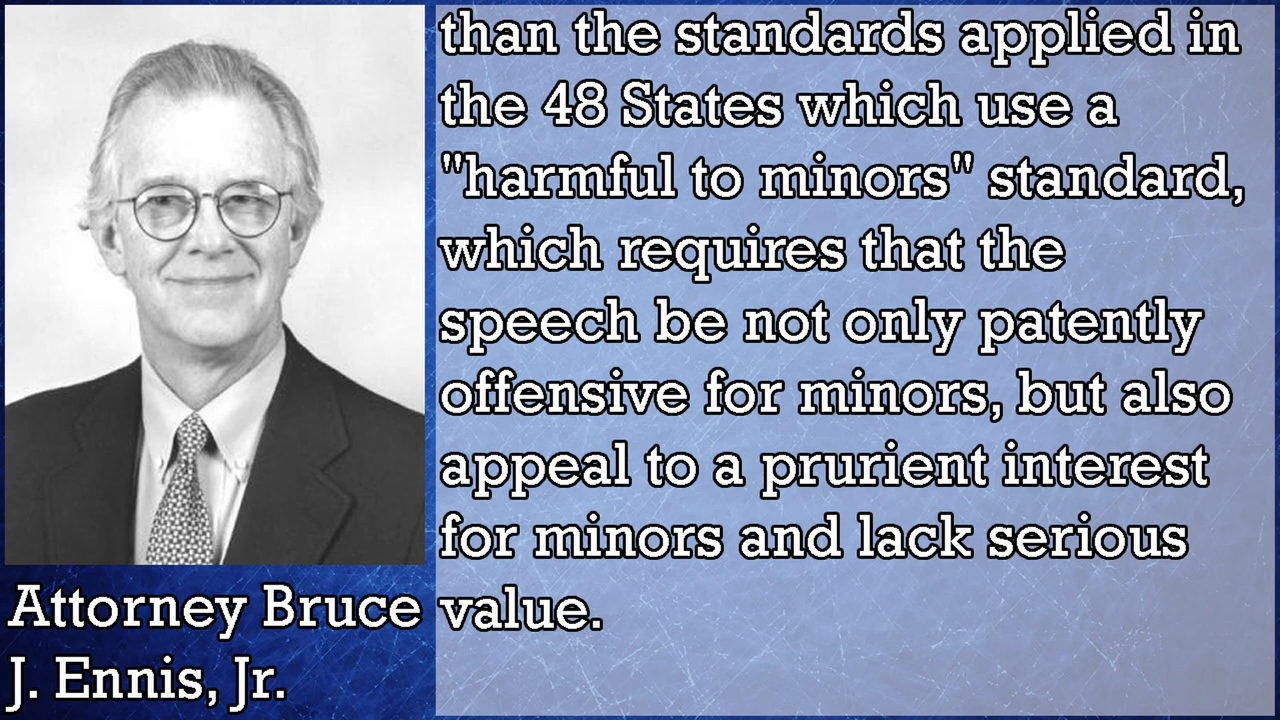 than the standards applied in
the 48 States which use a
"harmful to minors" standard,
which requires that the
speech be not only patently
offensive for minors, but also
appeal to a prurient interest
for minors and lack serious
value.
Attorney Bruce
J. Ennis, Jr.